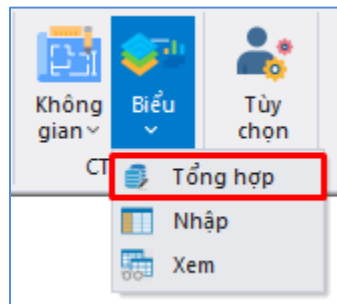 Không gian
Biểu
Tùy chọn
CT
Tổng hợp
Nhập
Xem